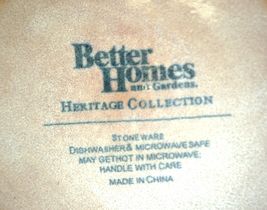 Better
Homes
and Gardens.
HERITAGE COLLECTION
STONEWARE
DISHWASHER & MICROWAVE SAFE
MAY GET HOT IN MICROWAVE;
HANDLE WITH CARE
MADE IN CHINA